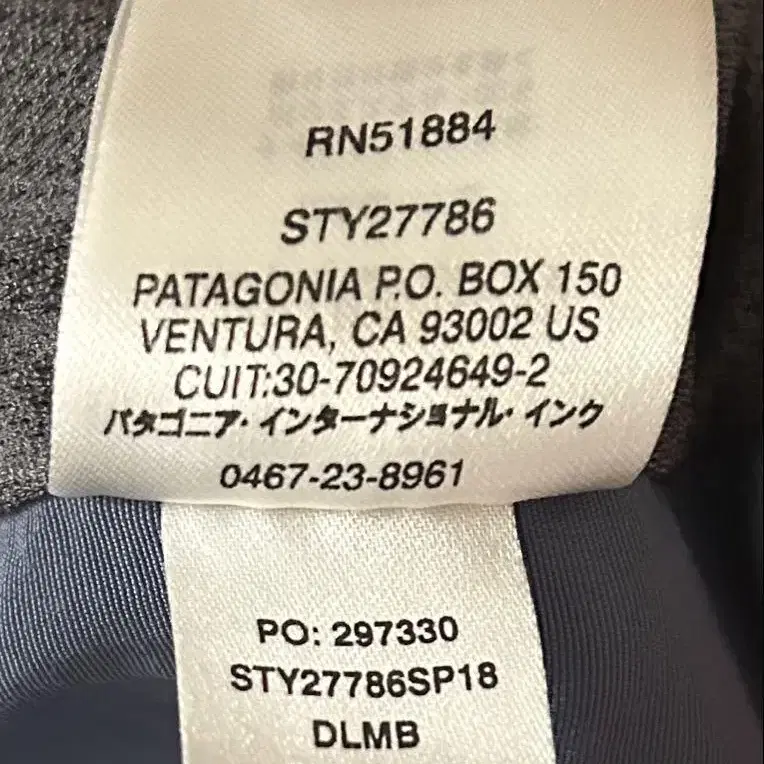 RN51884
STY27786
PATAGONIA P.O. BOX 150
VENTURA, CA 93002 US
CUIT:30-70924649-2
パタゴニア・インターナショナル・インク
0467-23-8961
PO: 297330
STY27786SP18
DLMB